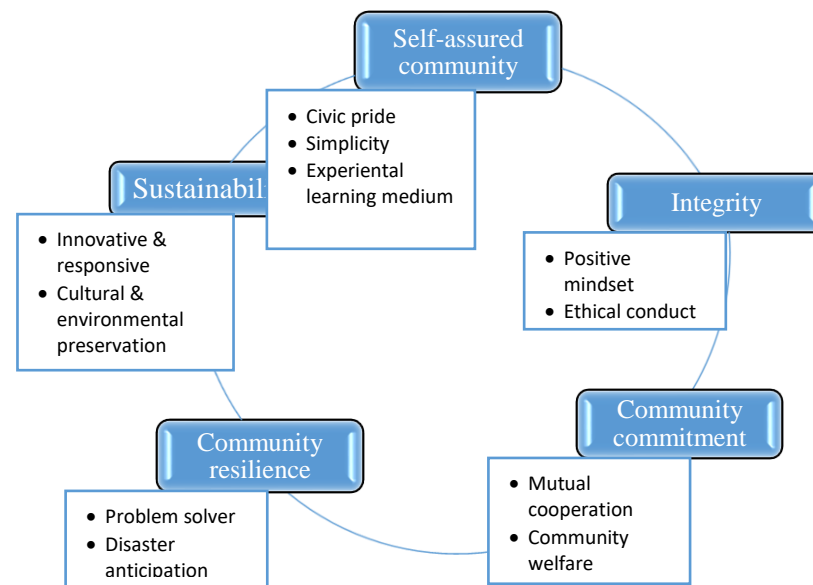 Self-assured
community
• Civic pride
• Simplicity
• Experiental
learning medium
Integrity
• Positive
mindset
• Ethical conduct
Community
commitment
• Mutual
cooperation
• Community
welfare
Community
resilience
• Problem solver
• Disaster
anticipation
Sustainabili
• Innovative &
responsive
• Cultural &
environmental
preservation